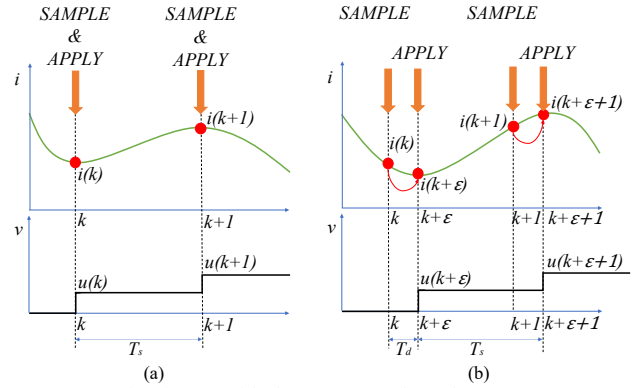 SAMPLE
&
APPLY
SAMPLE
&
APPLY
i
i(k)
i(k+1)
k
k+1
v
u(k)
u(k+1)
k
k+1
Ts
(a)
SAMPLE
SAMPLE
APPLY
APPLY
i
i(k)
i(k+ε)
i(k+1)
i(k+ε+1)
k
k+ε
k+1
k+ε+1
v
u(k+ε)
u(k+ε+1)
k
k+ε
k+1
k+ε+1
Td
Ts
(b)